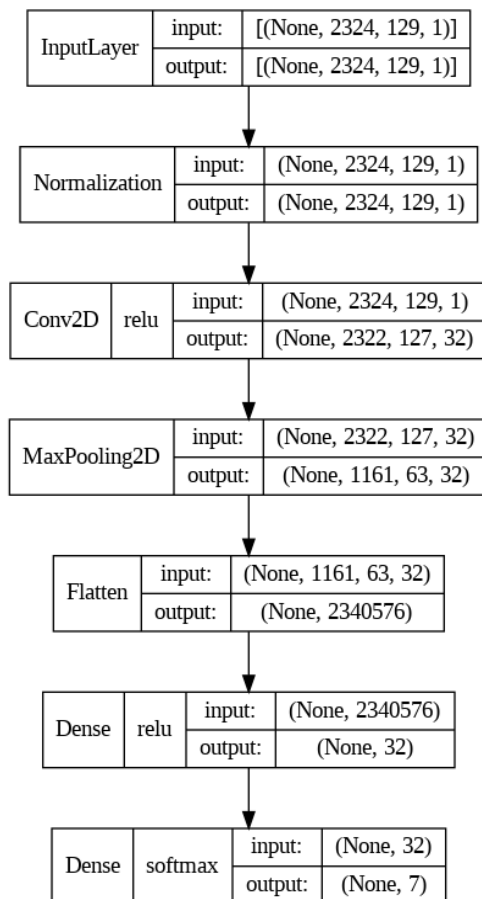 InputLayer input: [(None, 2324, 129, 1)]
output: [(None, 2324, 129, 1)]
Normalization input: (None, 2324, 129, 1)
output: (None, 2324, 129, 1)
Conv2D relu input: (None, 2324, 129, 1)
output: (None, 2322, 127, 32)
MaxPooling2D input: (None, 2322, 127, 32)
output: (None, 1161, 63, 32)
Flatten input: (None, 1161, 63, 32)
output: (None, 2340576)
Dense relu input: (None, 2340576)
output: (None, 32)
Dense softmax input: (None, 32)
output: (None, 7)